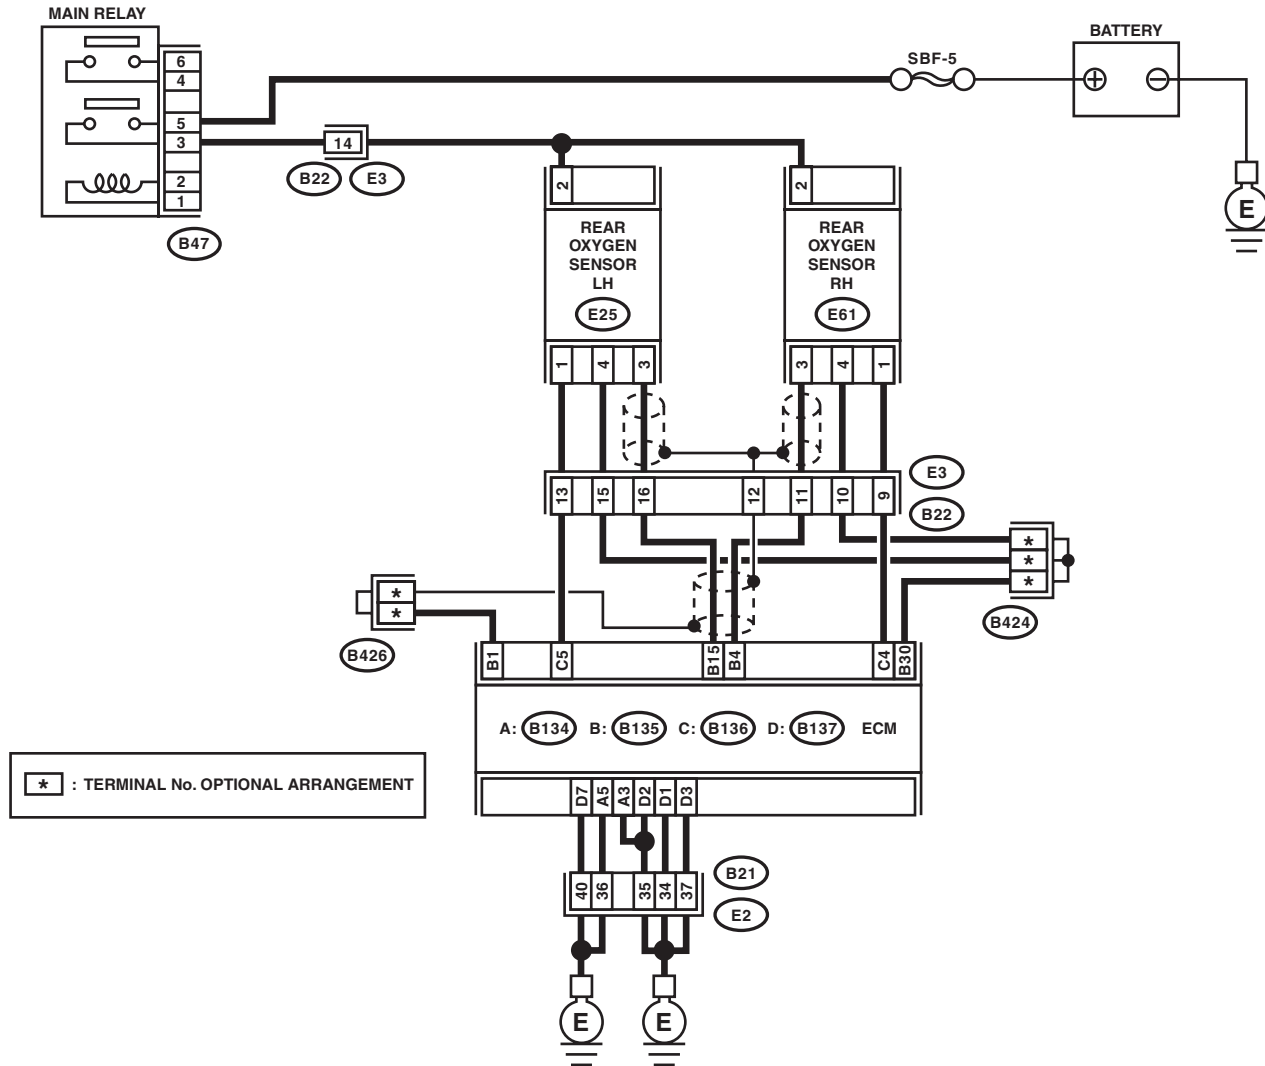 MAIN RELAY
BATTERY
SBF-5
6
4
5
3
2
1
14
B22
E3
B47
E
2
2
REAR
OXYGEN
SENSOR
LH
E25
REAR
OXYGEN
SENSOR
RH
E61
1
4
3
3
4
1
E3
13
15
16
12
11
10
9
B22
*
*
*
B424
*
*
B426
B1
C5
B15
B4
C4
B30
A: B134 B: B135 C: B136 D: B137 ECM
* : TERMINAL No. OPTIONAL ARRANGEMENT
D7
A5
A3
D2
D1
D3
B21
40
36
35
34
37
E2
E
E